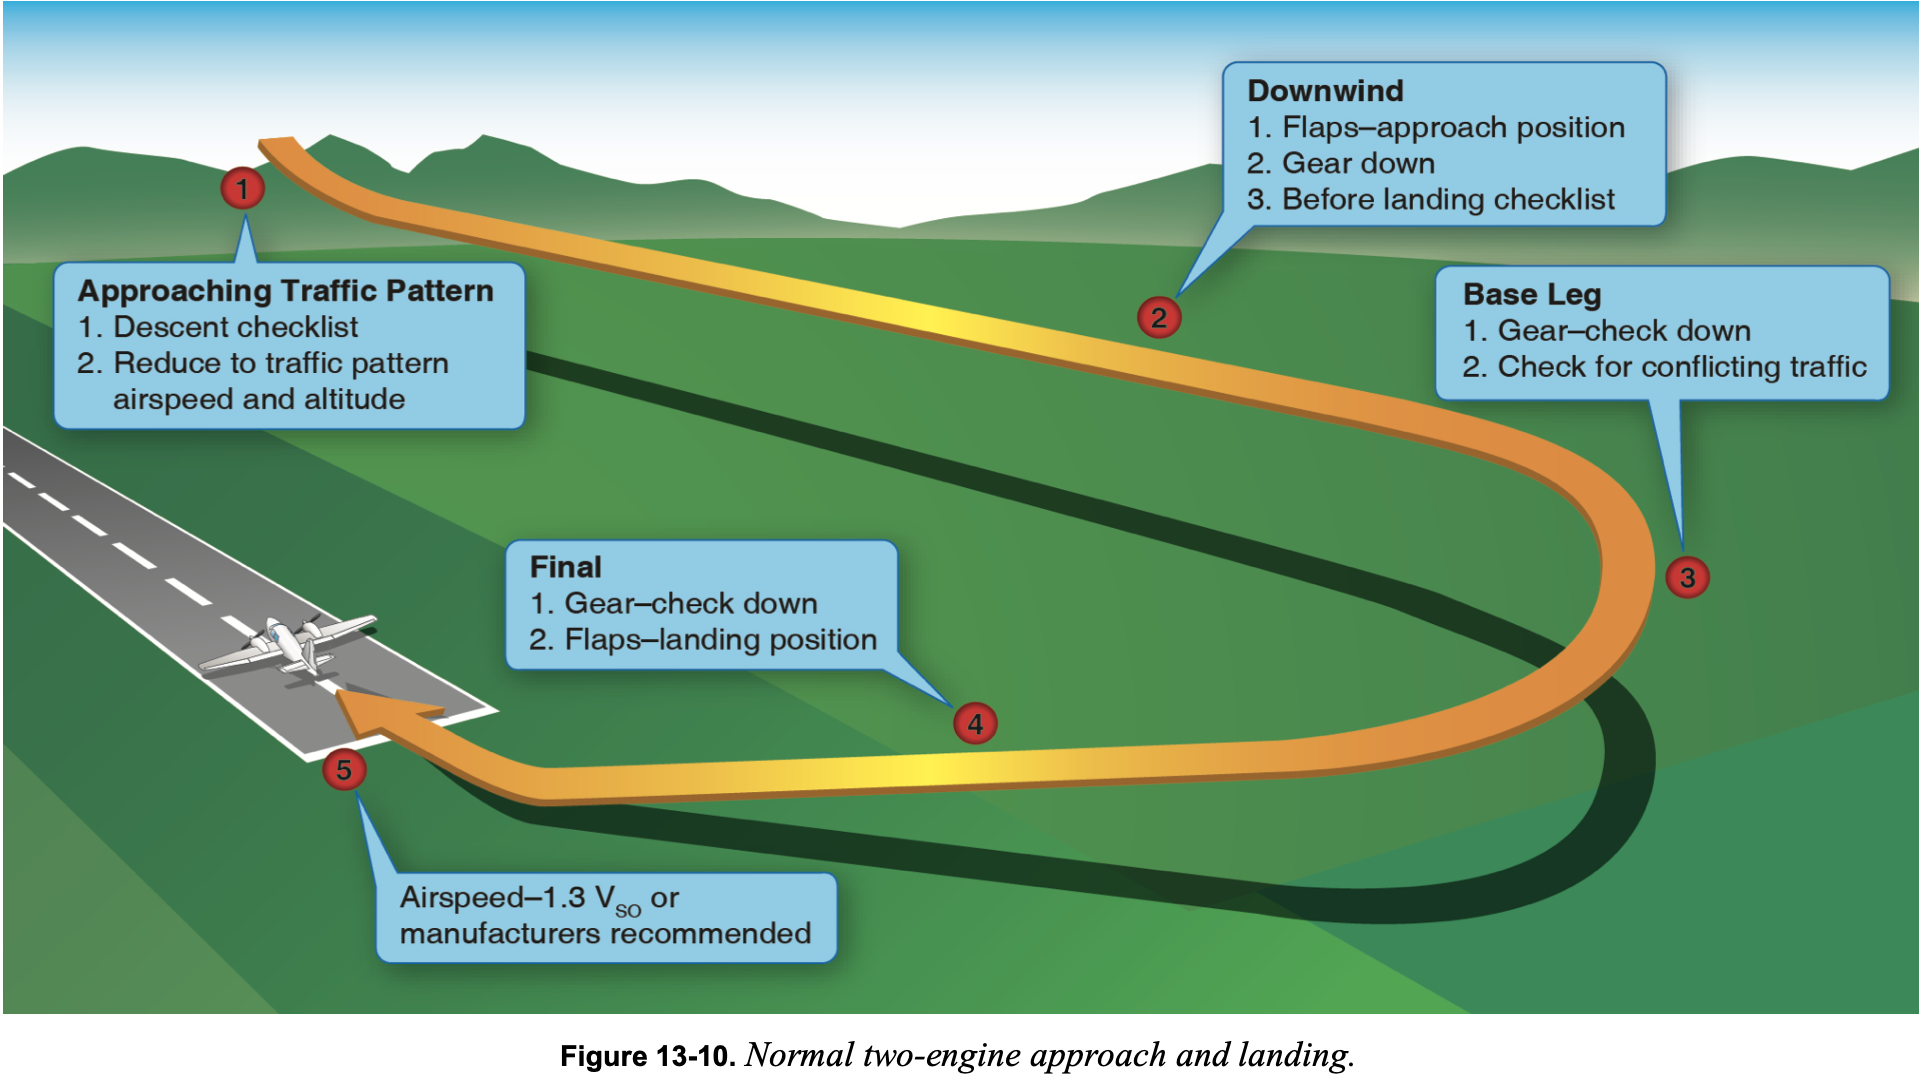 1
Approaching Traffic Pattern
1. Descent checklist
2. Reduce to traffic pattern
airspeed and altitude
Downwind
1. Flaps–approach position
2. Gear down
3. Before landing checklist
2
Base Leg
1. Gear–check down
2. Check for conflicting traffic
3
Final
1. Gear–check down
2. Flaps–landing position
4
5
Airspeed–1.3 VSO or
manufacturers recommended
Figure 13-10. Normal two-engine approach and landing.